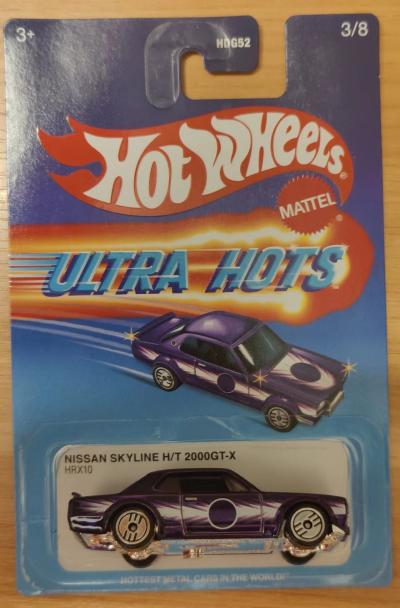 3+
HDG52
3/8
Hot Wheels
MATTEL
ULTRA HOTS
NISSAN SKYLINE H/T 2000GT-X
HRX10
HOTTEST METAL CARS IN THE WORLD!